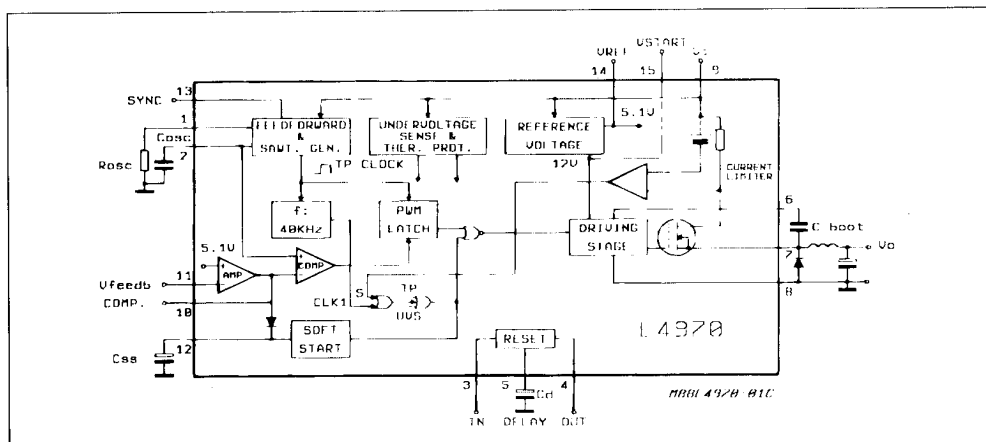 VREF VSTART Vi
14 15 9
13
SYNC
1
Cosc
2
Rosc
FEEDFORWARD
&
SAWT. GEN.
UNDERVOLTAGE
SENSE &
THER. PROT.
REFERENCE
VOLTAGE
5.1V
12V
TP CLOCK
CURRENT
LIMITER
f:
40KHz
PWM
LATCH
DRIVING
STAGE
6
C boot
7
Vo
8
5.1V
AMP
COMP
11
Vfeedb
COMP.
10
S
TP
CLK1
UVS
12
Css
SOFT
START
RESET
L4970
3 5 Cd 4
M88L4970-01C
IN DELAY OUT